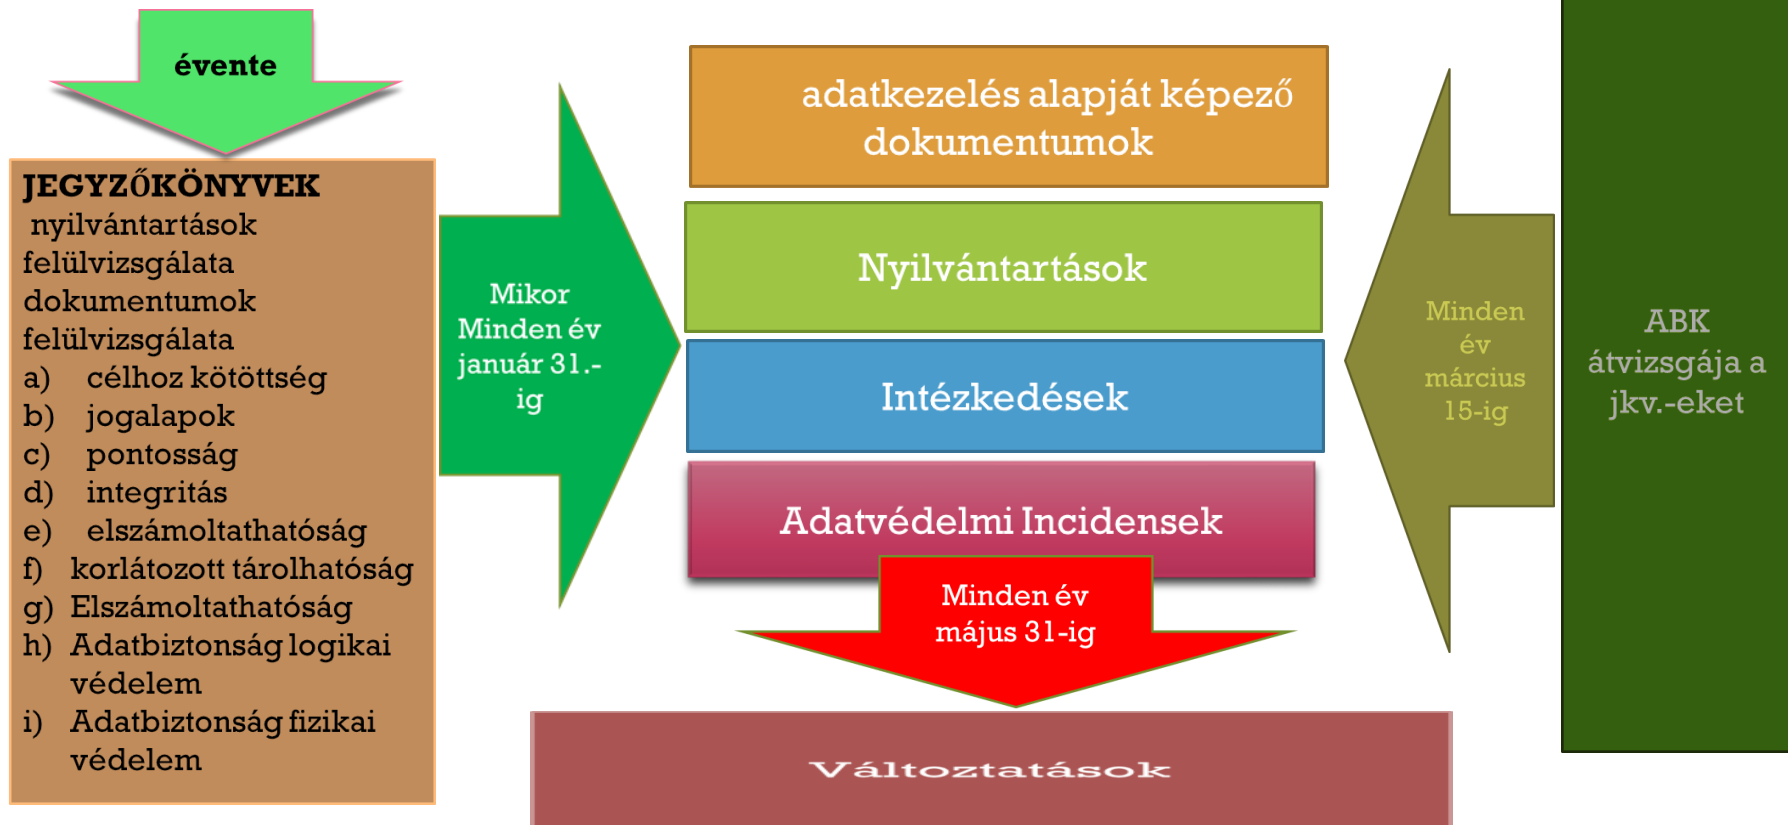 évente
JEGYZŐKÖNYVEK
nyilvántartások
felülvizsgálata
dokumentumok
felülvizsgálata
a) célhoz kötöttség
b) jogalapok
c) pontosság
d) integritás
e) elszámoltathatóság
f) korlátozott tárolhatóság
g) Elszámoltathatóság
h) Adatbiztonság logikai
védelem
i) Adatbiztonság fizikai
védelem
Mikor
Minden év
január 31.-
ig
adatkezelés alapját képező
dokumentumok
Nyilvántartások
Intézkedések
Adatvédelmi Incidensek
Minden év
május 31-ig
Változtatások
Minden
év
március
15-ig
ABK
átvizsgája a
jkv.-eket